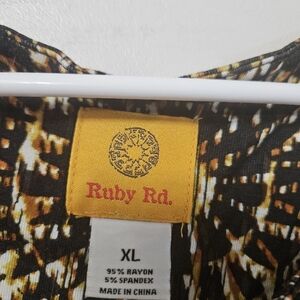 Ruby Rd.
XL
95% RAYON
5% SPANDEX
MADE IN CHINA